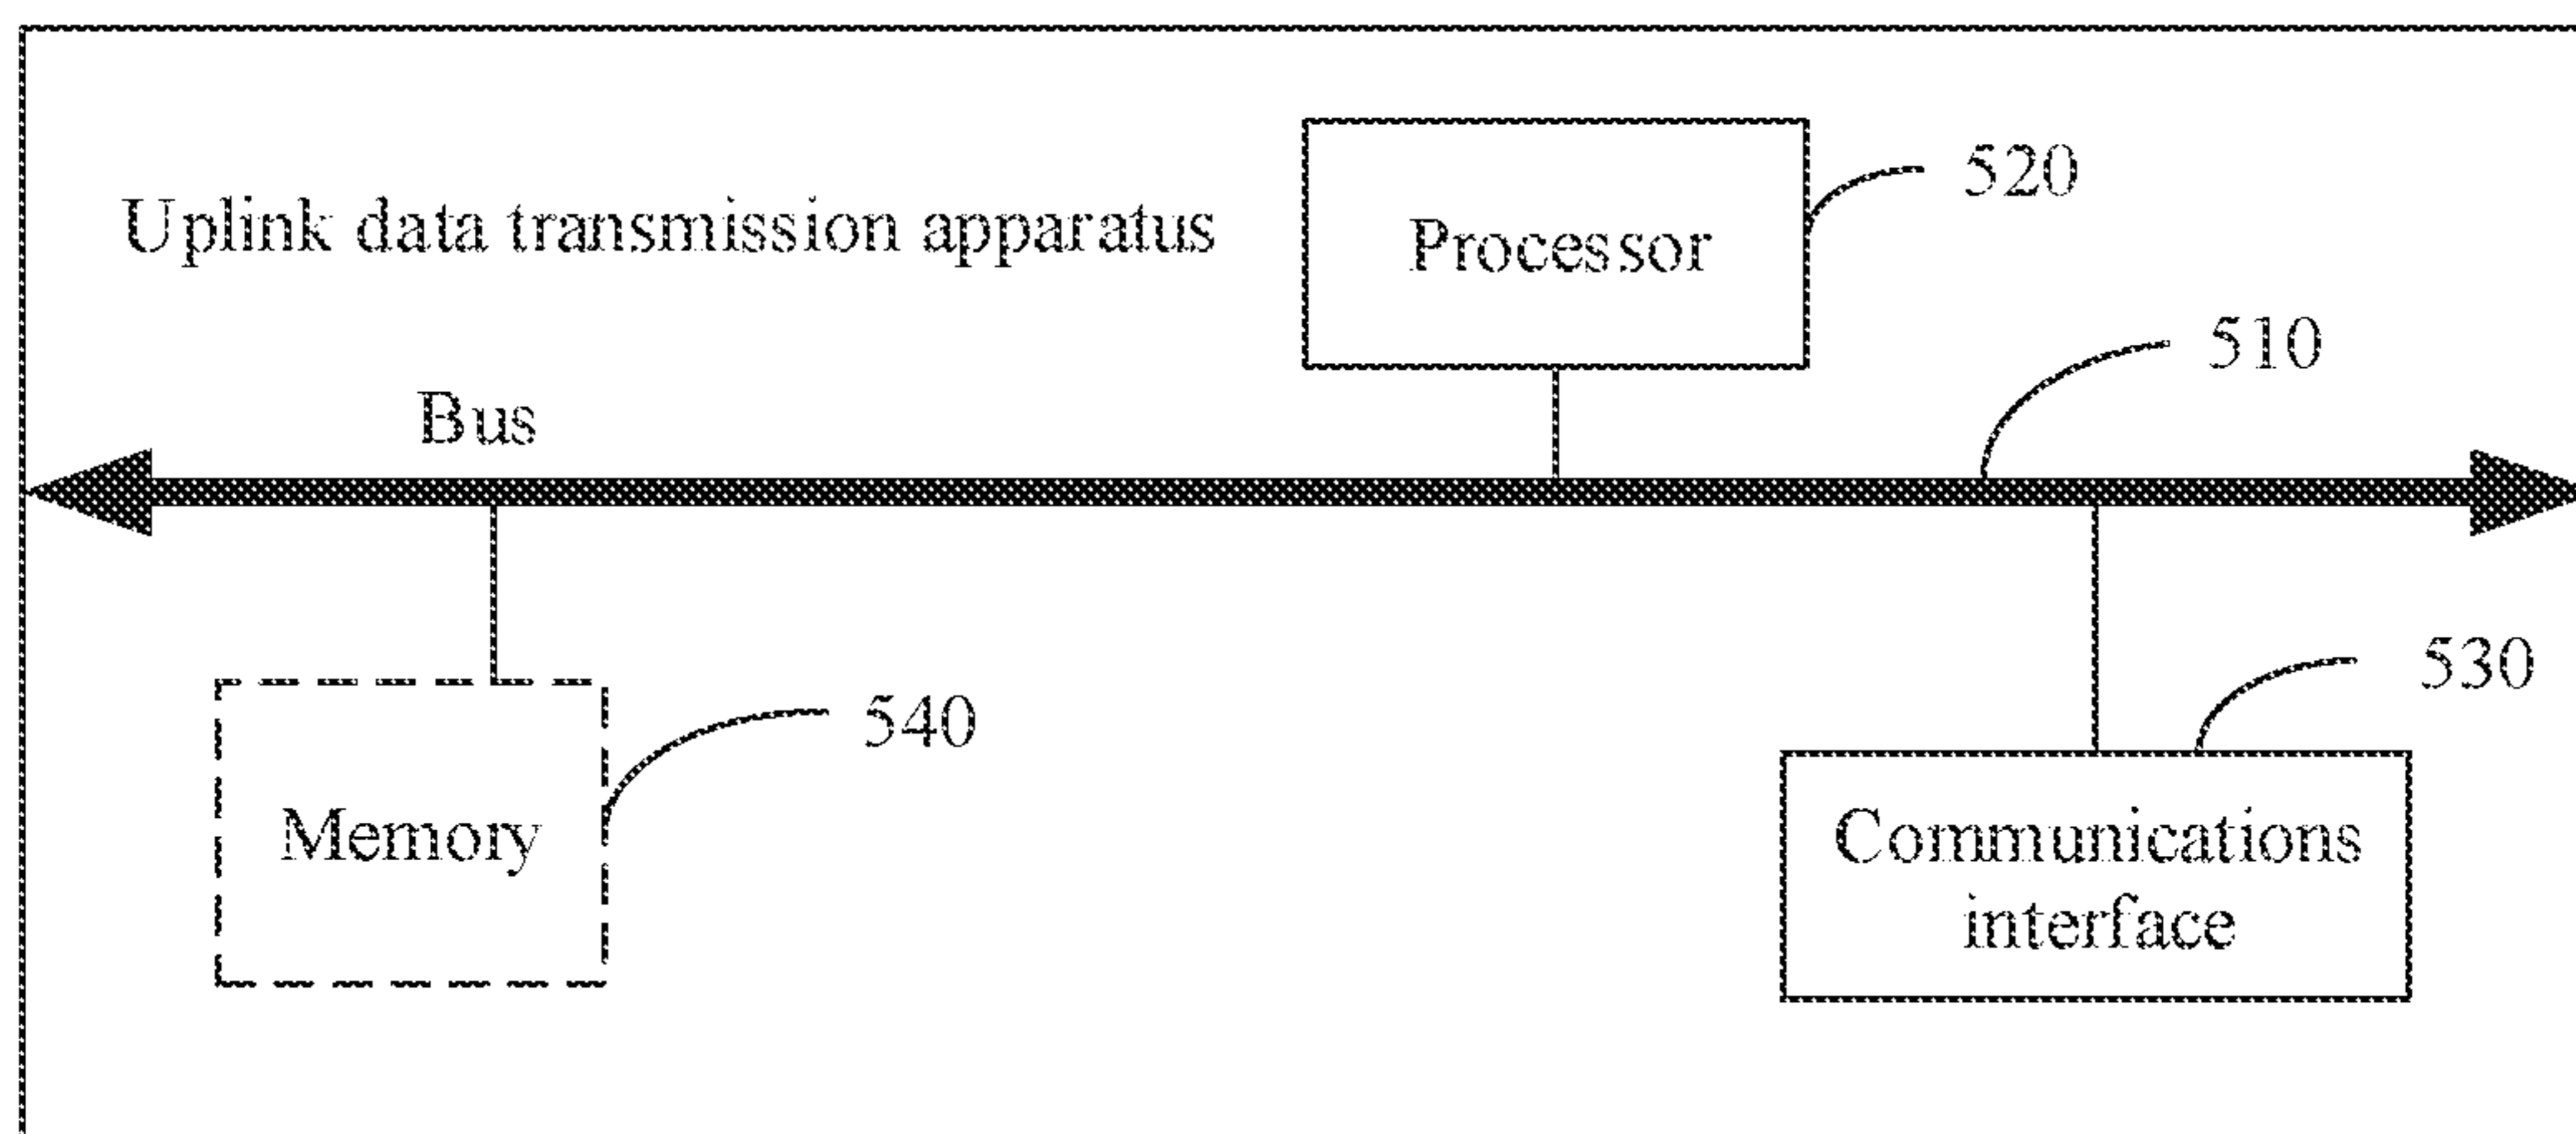 520
Uplink data transmission apparatus
Processor
510
Bus
530
540
Memory
Communications
interface